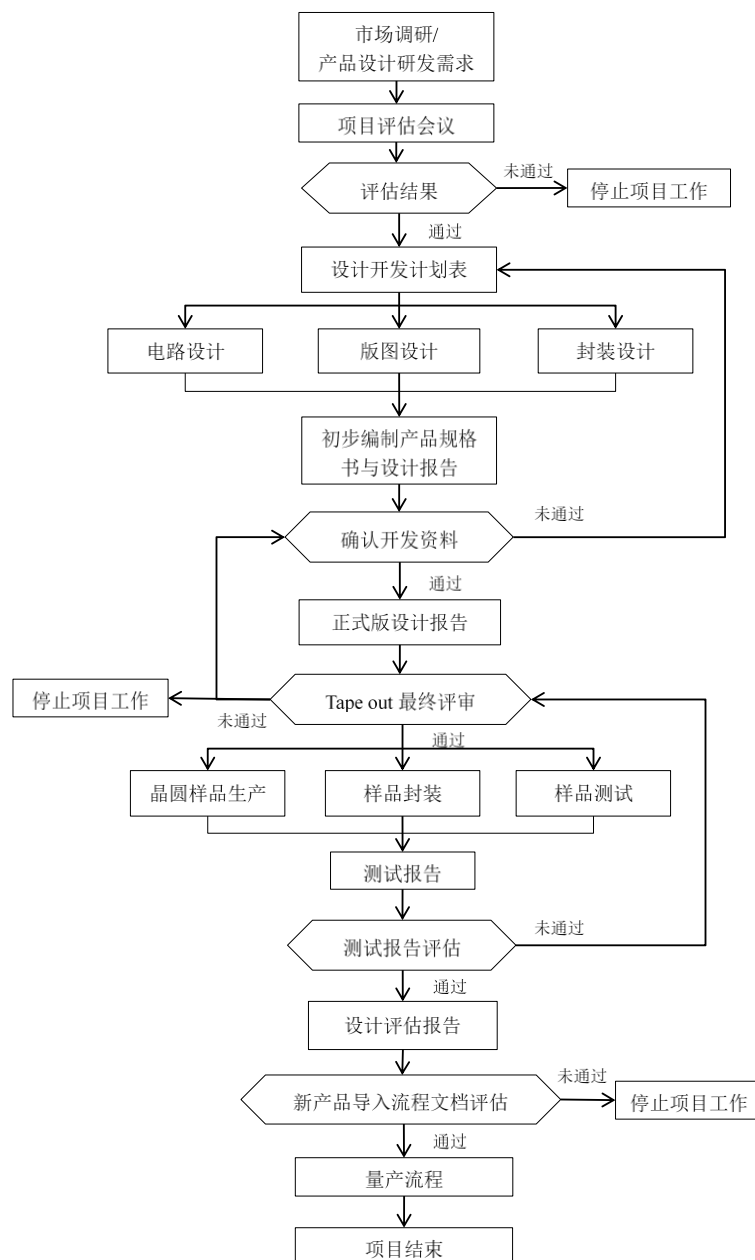 市场调研/
产品设计研发需求
项目评估会议
评估结果
未通过
停止项目工作
通过
设计开发计划表
电路设计
版图设计
封装设计
初步编制产品规格
书与设计报告
确认开发资料
未通过
通过
正式版设计报告
停止项目工作
Tape out 最终评审
未通过
通过
晶圆样品生产
样品封装
样品测试
测试报告
测试报告评估
未通过
通过
设计评估报告
新产品导入流程文档评估
未通过
停止项目工作
通过
量产流程
项目结束